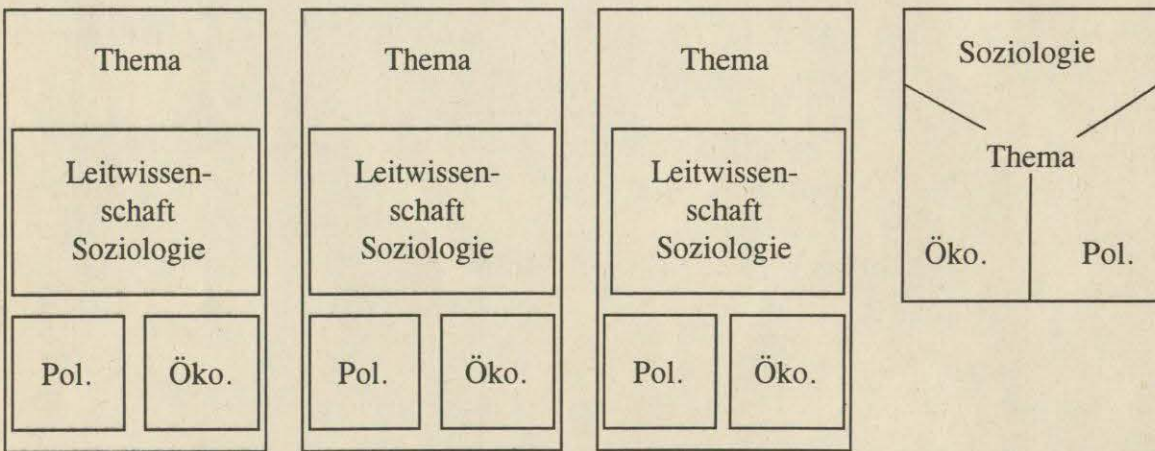 Thema
Leitwissen-
schaft
Soziologie
Pol.
Öko.
Thema
Leitwissen-
schaft
Soziologie
Pol.
Öko.
Thema
Leitwissen-
schaft
Soziologie
Pol.
Öko.
Soziologie
Thema
Öko.
Pol.